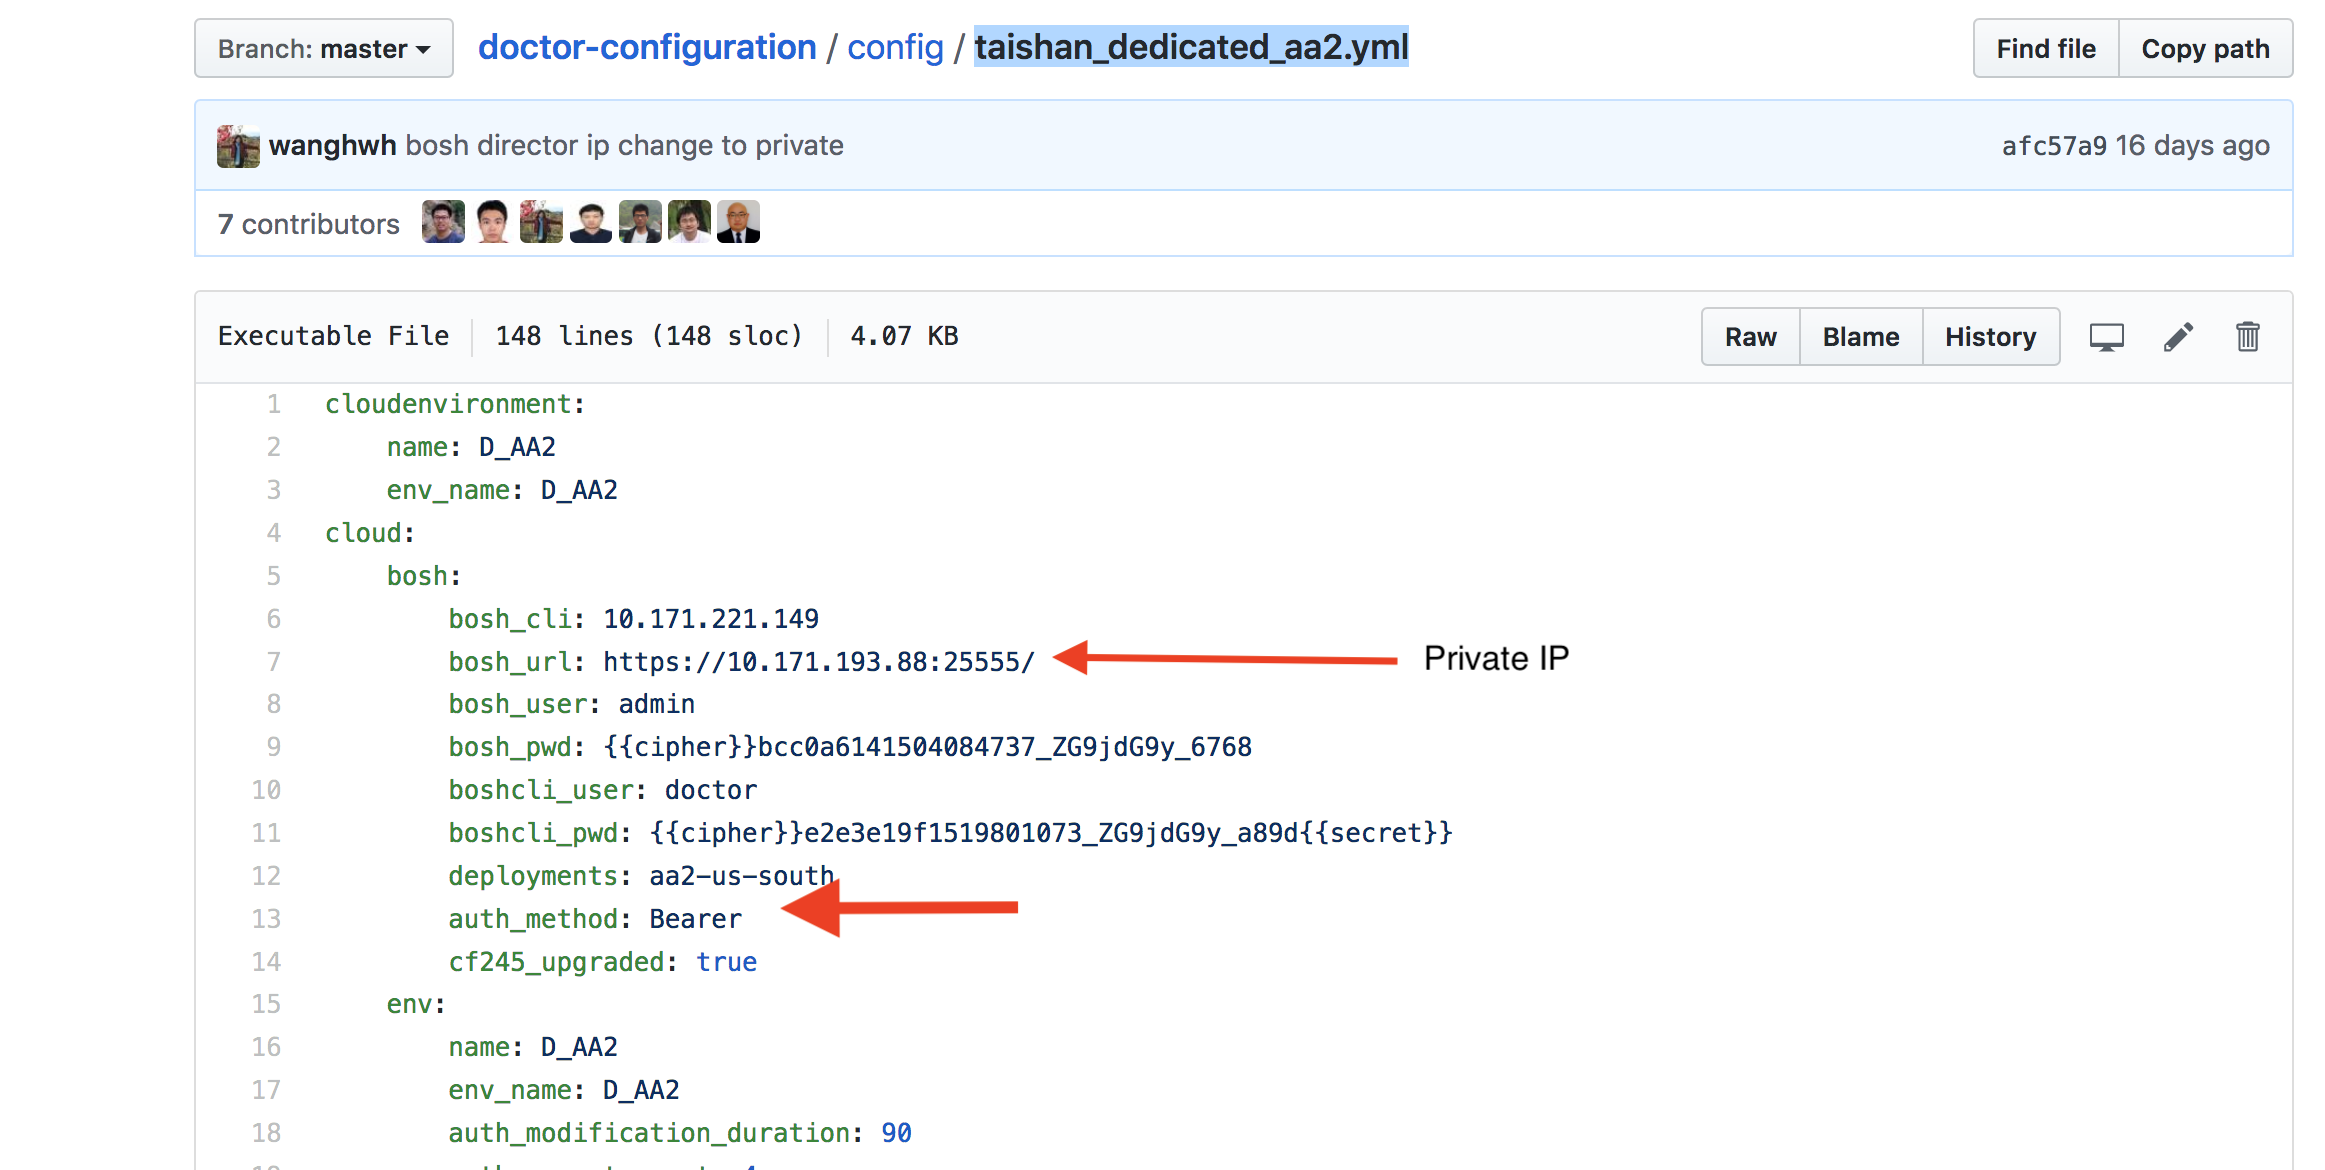 Branch: master doctor-configuration / config / taishan_dedicated_aa2.yml Find file Copy path
wanghwh bosh director ip change to private afc57a9 16 days ago
7 contributors
Executable File 148 lines (148 sloc) 4.07 KB Raw Blame History
1 cloudenvironment:
2 name: D_AA2
3 env_name: D_AA2
4 cloud:
5 bosh:
6 bosh_cli: 10.171.221.149
7 bosh_url: https://10.171.193.88:25555/ Private IP
8 bosh_user: admin
9 bosh_pwd: {{cipher}}bcc0a6141504084737_ZG9jdG9y_6768
10 boshcli_user: doctor
11 boshcli_pwd: {{cipher}}e2e3e19f1519801073_ZG9jdG9y_a89d{{secret}}
12 deployments: aa2-us-south
13 auth_method: Bearer
14 cf245_upgraded: true
15 env:
16 name: D_AA2
17 env_name: D_AA2
18 auth_modification_duration: 90